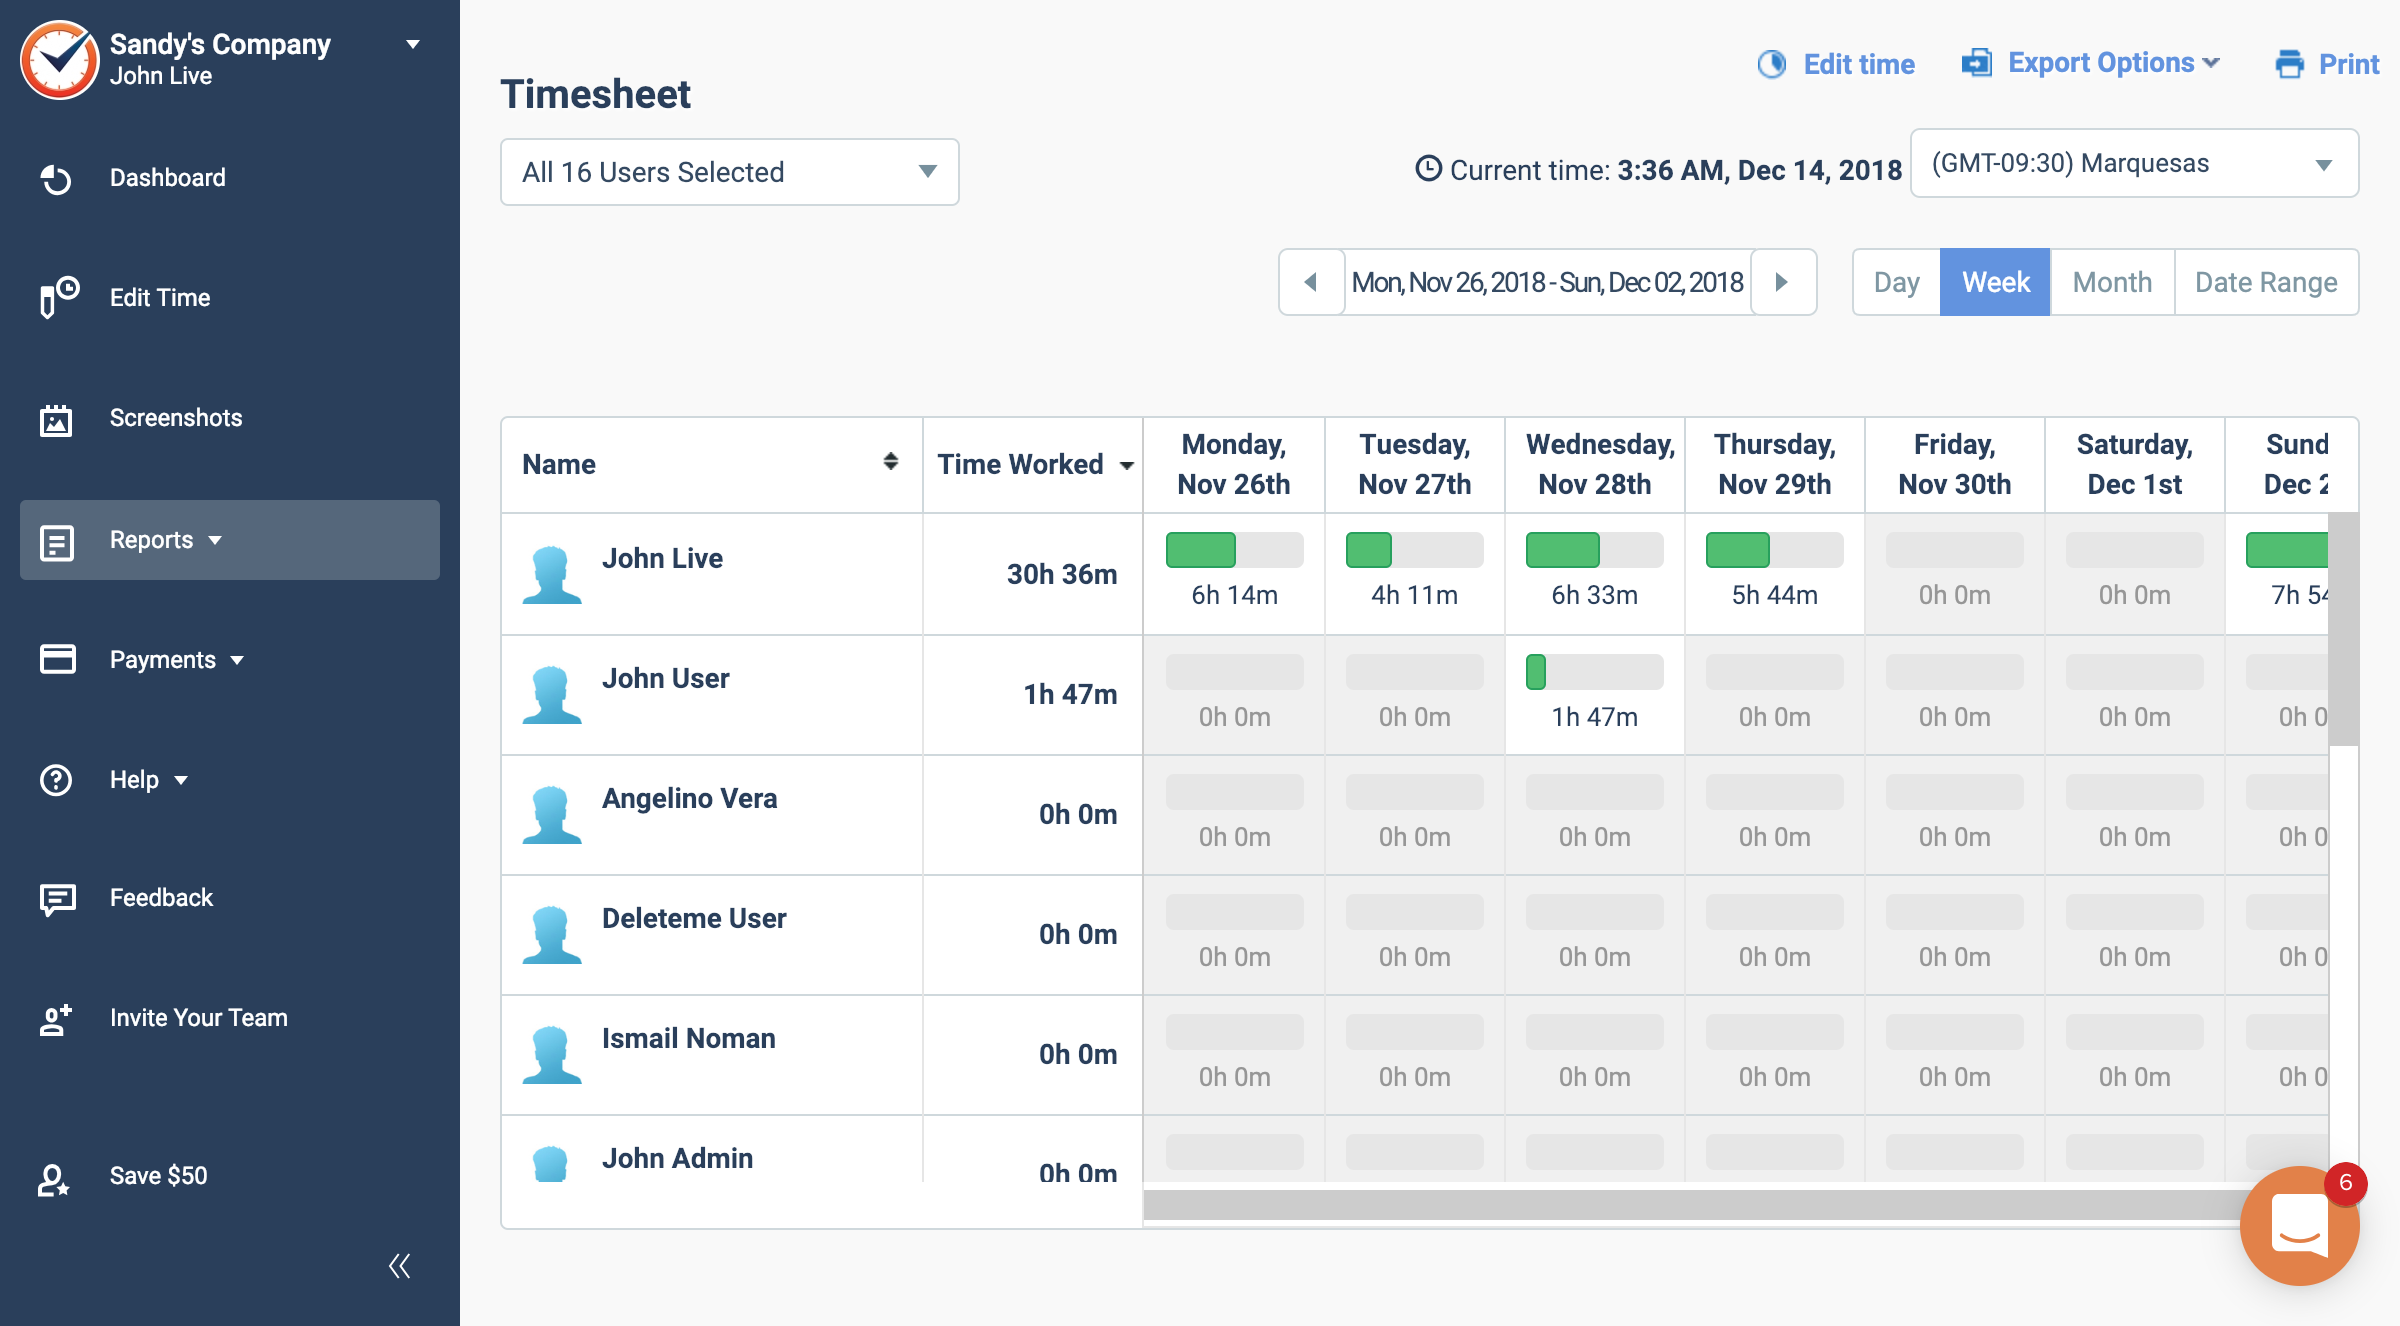 Sandy's Company
John Live
Dashboard
Edit Time
Screenshots
Reports
Payments
Help
Feedback
Invite Your Team
Save $50
Edit time
Export Options
Print
Timesheet
All 16 Users Selected
Current time: 3:36 AM, Dec 14, 2018
(GMT-09:30) Marquesas
Mon, Nov 26, 2018 - Sun, Dec 02, 2018
Day Week Month Date Range
Name Time Worked Monday, Nov 26th Tuesday, Nov 27th Wednesday, Nov 28th Thursday, Nov 29th Friday, Nov 30th Saturday, Dec 1st Sund Dec 2
John Live 30h 36m 6h 14m 4h 11m 6h 33m 5h 44m 0h 0m 0h 0m 7h 54
John User 1h 47m 0h 0m 0h 0m 1h 47m 0h 0m 0h 0m 0h 0m 0h 0
Angelino Vera 0h 0m 0h 0m 0h 0m 0h 0m 0h 0m 0h 0m 0h 0m 0h 0
Deleteme User 0h 0m 0h 0m 0h 0m 0h 0m 0h 0m 0h 0m 0h 0m 0h 0
Ismail Noman 0h 0m 0h 0m 0h 0m 0h 0m 0h 0m 0h 0m 0h 0m 0h 0
John Admin 0h 0m
6